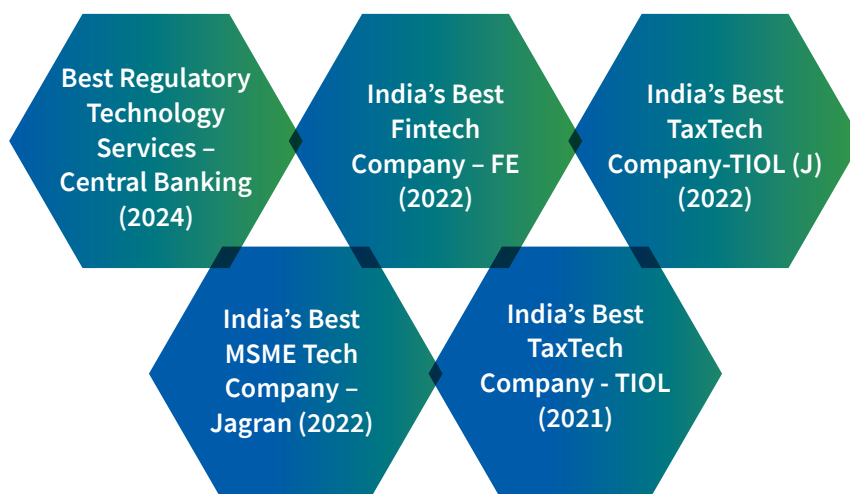 Best Regulatory
Technology
Services –
Central Banking
(2024)
India’s Best
Fintech
Company – FE
(2022)
India’s Best
TaxTech
Company-TIOL (J)
(2022)
India’s Best
MSME Tech
Company –
Jagran (2022)
India’s Best
TaxTech
Company - TIOL
(2021)